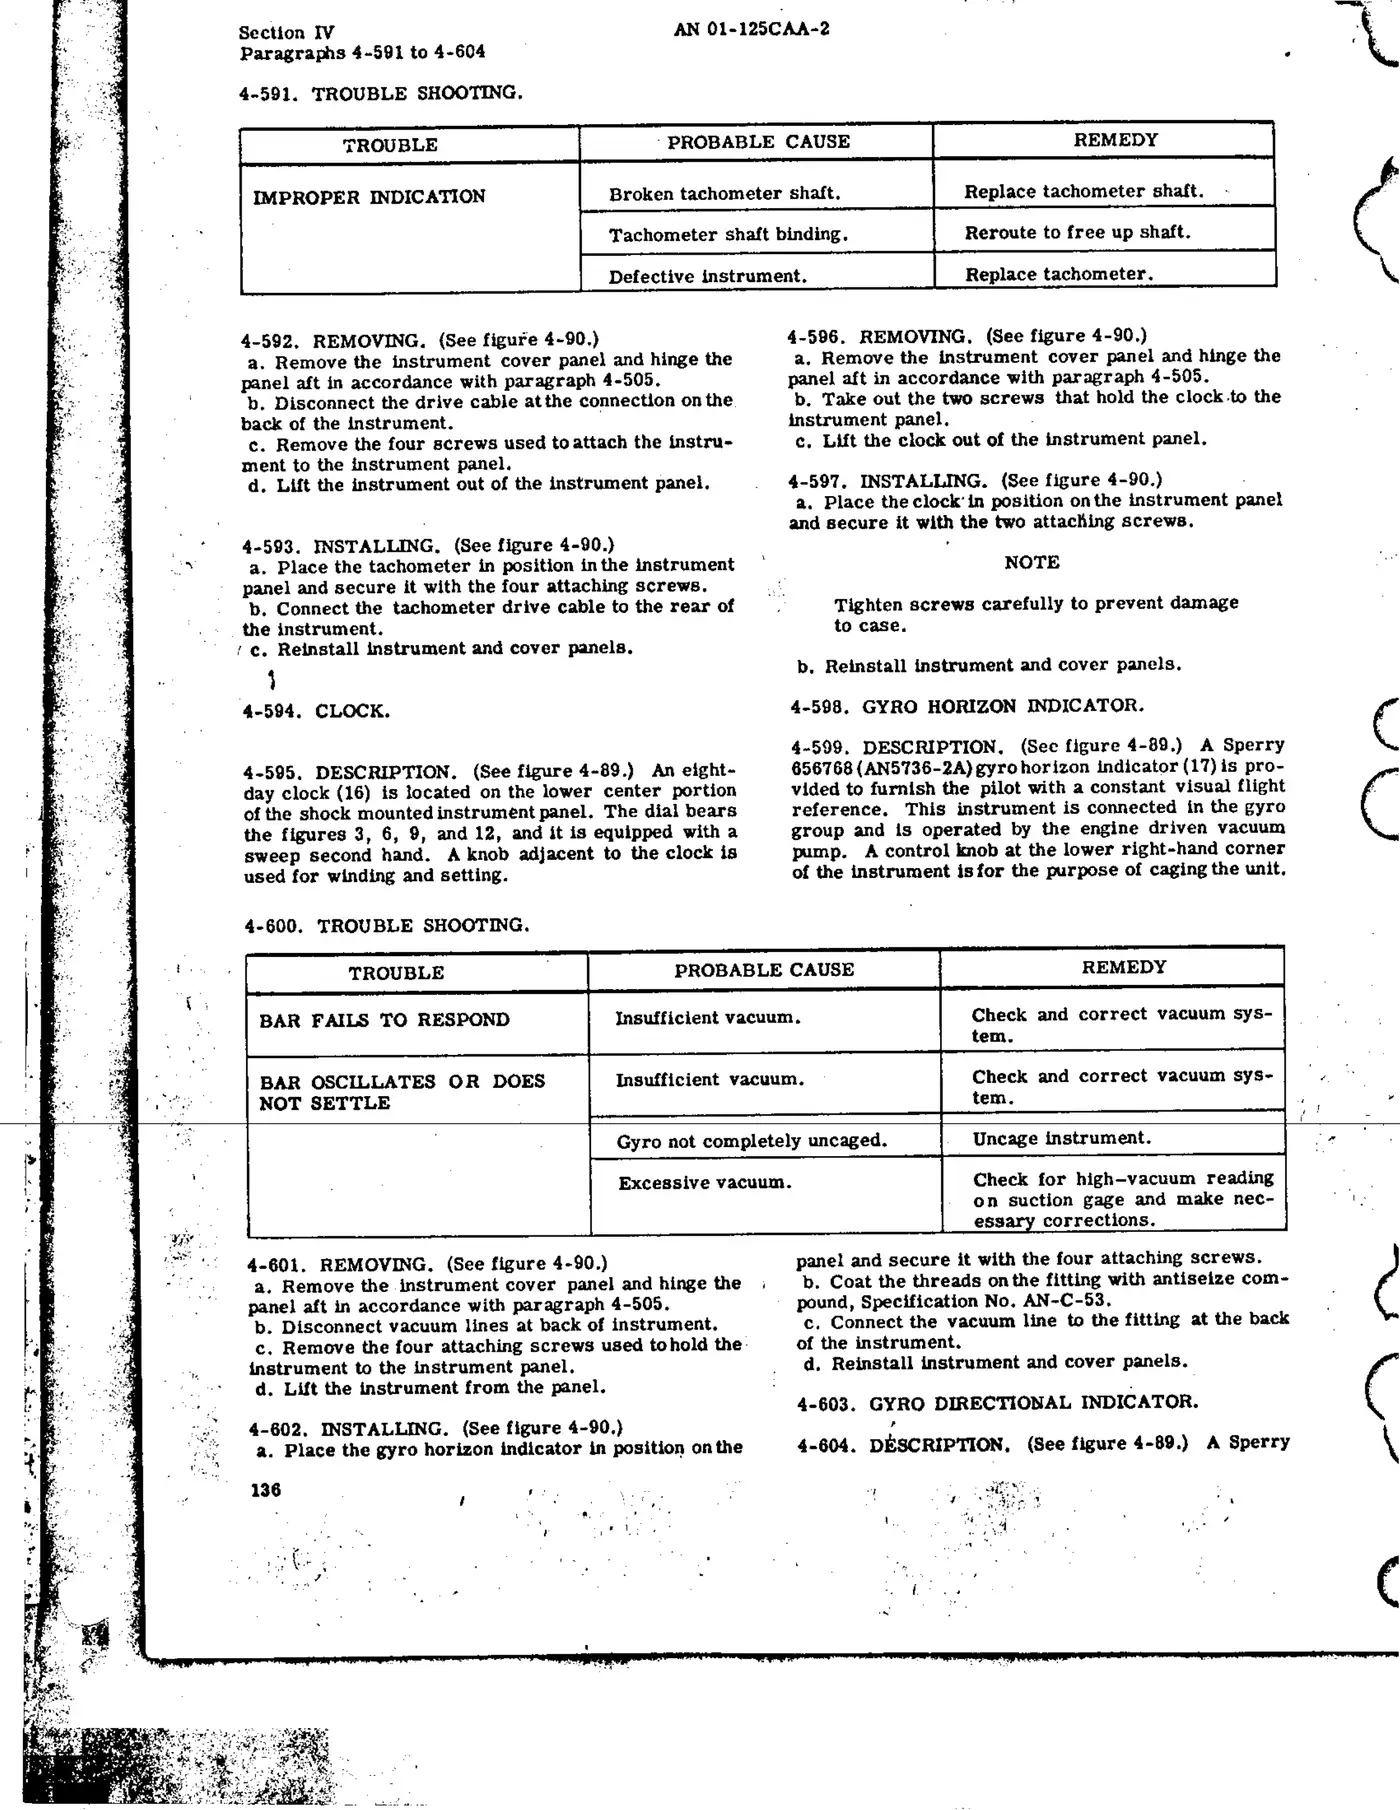 Section IV
Paragraphs 4-591 to 4-604
AN 01-125CAA-2
4-591. TROUBLE SHOOTING.
TROUBLE
PROBABLE CAUSE
REMEDY
IMPROPER INDICATION
Broken tachometer shaft.
Replace tachometer shaft.
Tachometer shaft binding.
Reroute to free up shaft.
Defective instrument.
Replace tachometer.
4-592. REMOVING. (See figure 4-90.)
a. Remove the instrument cover panel and hinge the
panel aft in accordance with paragraph 4-505.
b. Disconnect the drive cable at the connection on the
back of the instrument.
c. Remove the four screws used to attach the instru-
ment to the instrument panel.
d. Lift the instrument out of the instrument panel.
4-593. INSTALLING. (See figure 4-90.)
a. Place the tachometer in position in the instrument
panel and secure it with the four attaching screws.
b. Connect the tachometer drive cable to the rear of
the instrument.
c. Reinstall instrument and cover panels.
4-594. CLOCK.
4-595. DESCRIPTION. (See figure 4-89.) An eight-
day clock (16) is located on the lower center portion
of the shock mounted instrument panel. The dial bears
the figures 3, 6, 9, and 12, and it is equipped with a
sweep second hand. A knob adjacent to the clock is
used for winding and setting.
4-596. REMOVING. (See figure 4-90.)
a. Remove the instrument cover panel and hinge the
panel aft in accordance with paragraph 4-505.
b. Take out the two screws that hold the clock to the
instrument panel.
c. Lift the clock out of the instrument panel.
4-597. INSTALLING. (See figure 4-90.)
a. Place the clock in position on the instrument panel
and secure it with the two attaching screws.
NOTE
Tighten screws carefully to prevent damage
to case.
b. Reinstall instrument and cover panels.
4-598. GYRO HORIZON INDICATOR.
4-599. DESCRIPTION. (See figure 4-89.) A Sperry
656768 (AN5736-2A) gyro horizon indicator (17) is pro-
vided to furnish the pilot with a constant visual flight
reference. This instrument is connected in the gyro
group and is operated by the engine driven vacuum
pump. A control knob at the lower right-hand corner
of the instrument is for the purpose of caging the unit.
4-600. TROUBLE SHOOTING.
TROUBLE
PROBABLE CAUSE
REMEDY
BAR FAILS TO RESPOND
Insufficient vacuum.
Check and correct vacuum sys-
tem.
BAR OSCILLATES OR DOES
NOT SETTLE
Insufficient vacuum.
Check and correct vacuum sys-
tem.
Gyro not completely uncaged.
Uncage instrument.
Excessive vacuum.
Check for high-vacuum reading
on suction gage and make nec-
essary corrections.
4-601. REMOVING. (See figure 4-90.)
a. Remove the instrument cover panel and hinge the
panel aft in accordance with paragraph 4-505.
b. Disconnect vacuum lines at back of instrument.
c. Remove the four attaching screws used to hold the
instrument to the instrument panel.
d. Lift the instrument from the panel.
4-602. INSTALLING. (See figure 4-90.)
a. Place the gyro horizon indicator in position on the
panel and secure it with the four attaching screws.
b. Coat the threads on the fitting with antiseize com-
pound, Specification No. AN-C-53.
c. Connect the vacuum line to the fitting at the back
of the instrument.
d. Reinstall instrument and cover panels.
4-603. GYRO DIRECTIONAL INDICATOR.
4-604. DESCRIPTION. (See figure 4-89.) A Sperry
136